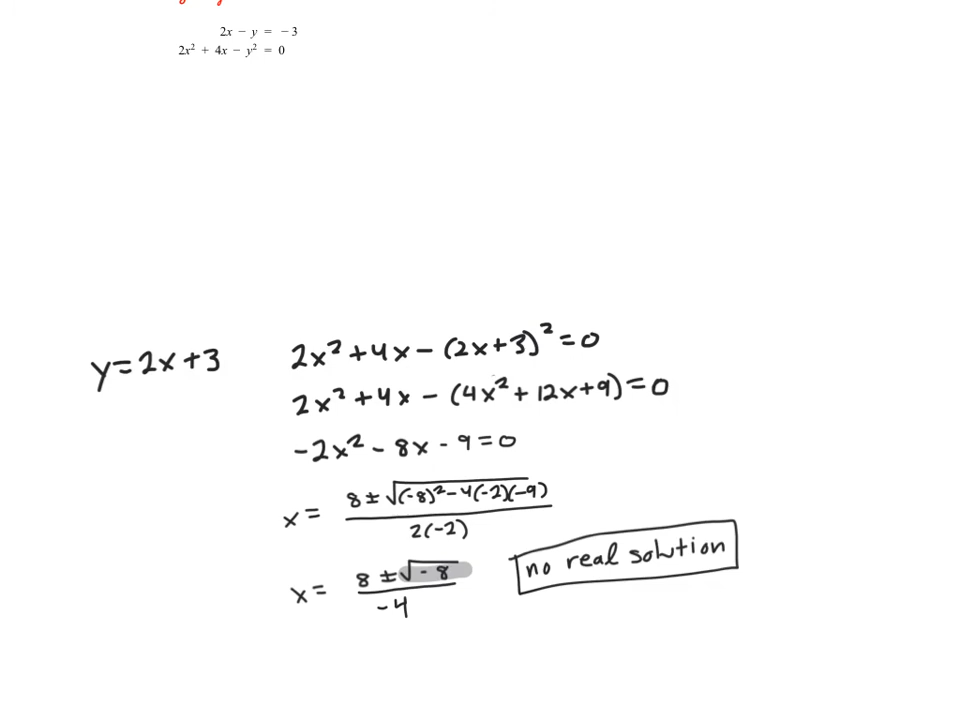 2x − y = − 3
2x² + 4x − y² = 0
y=2x+3
2x²+4x−(2x+3)²=0
2x²+4x−(4x²+12x+9)=0
−2x²−8x−9=0
x= 8±√(-8)²−4(-2)(-9) / 2(-2)
x= 8±√-8 / -4
no real solution